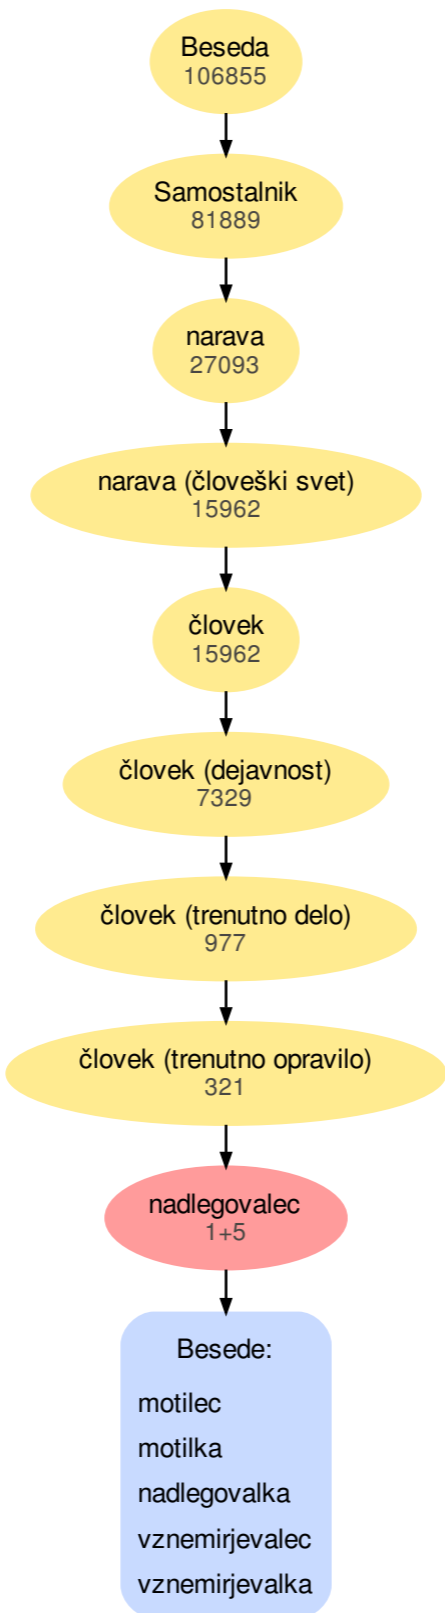 Beseda
106855
Samostalnik
81889
narava
27093
narava (človeški svet)
15962
človek
15962
človek (dejavnost)
7329
človek (trenutno delo)
977
človek (trenutno opravilo)
321
nadlegovalec
1+5
Besede:
motilec
motilka
nadlegovalka
vznemirjevalec
vznemirjevalka